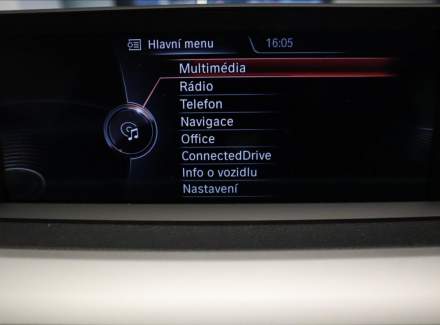 Hlavní menu 16:05
Multimédia
Rádio
Telefon
Navigace
Office
ConnectedDrive
Info o vozidlu
Nastavení